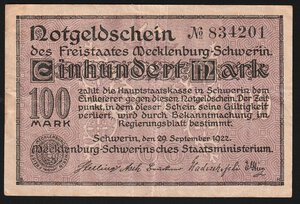 Notgeldschein № 834201
des Freistaates Mecklenburg-Schwerin.
Einhundert Mark
100
MARK
zahlt die Hauptstaatskasse in Schwerin dem
Einlieferer gegen diesen Notgeldschein. Der Zeit-
punkt, in dem dieser Schein seine Gültigkeit
verliert, wird durch Bekanntmachung im
Regierungsblatt bestimmt.
Schwerin, den 29. September 1922.
Mecklenburg-Schwerinsches Staatsministerium.